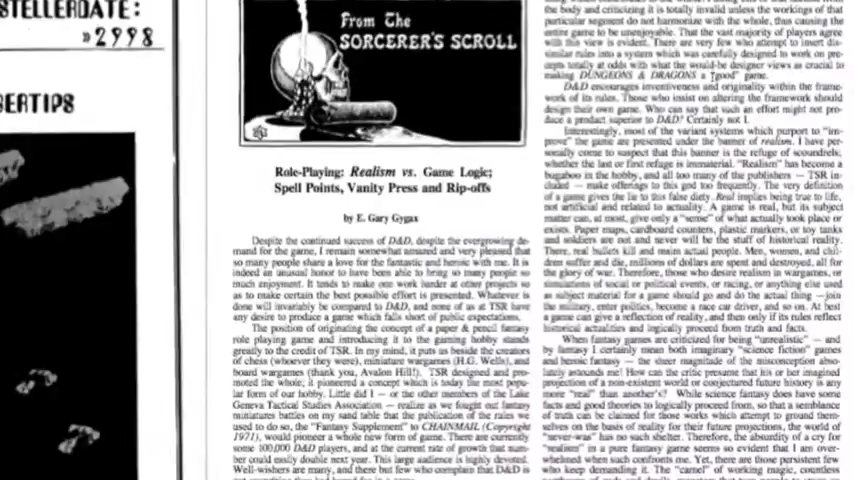 STELLERDATE:
»2998
BERTIPS
From The
SORCERER'S SCROLL
Role-Playing: Realism vs. Game Logic;
Spell Points, Vanity Press and Rip-offs
by E. Gary Gygax
Despite the continued success of D&D, despite the evergrowing de-
mand for the game, I remain somewhat amazed and very pleased that
so many people share a love for the fantastic and heroic with me. It is
indeed an unusual honor to have been able to bring so many people so
much enjoyment. It tends to make one work harder at other projects so
as to make certain the best possible effort is presented. Whatever is
done will invariably be compared to D&D, and none of us at TSR have
any desire to produce a game which falls short of public expectations.
The position of originating the concept of a paper & pencil fantasy
role playing game and introducing it to the gaming hobby stands
greatly to the credit of TSR. In my mind, it puts us beside the creators
of chess (whoever they were), miniature wargames (H.G. Wells), and
board wargames (thank you, Avalon Hill!). TSR designed and pro-
moted the whole; it pioneered a concept which is today the most popu-
lar form of our hobby. Little did I — or the other members of the Lake
Geneva Tactical Studies Association — realize as we fought out fantasy
miniatures battles on my sand table that the publication of the rules we
used to do so, the "Fantasy Supplement" to CHAINMAIL (Copyright
1971), would pioneer a whole new form of game. There are currently
some 100,000 D&D players, and at the current rate of growth that num-
ber could easily double next year. This large audience is highly devoted.
Well-wishers are many, and there but few who complain that D&D is
the body and criticizing it is totally invalid unless the workings of that
particular segment do not harmonize with the whole, thus causing the
entire game to be unenjoyable. That the vast majority of players agree
with this view is evident. There are very few who attempt to insert dis-
similar rules into a system which was carefully designed to work on pre-
cepts totally at odds with what the would-be designer views as crucial to
making DUNGEONS & DRAGONS a "good" game.
D&D encourages inventiveness and originality within the frame-
work of its rules. Those who insist on altering the framework should
design their own game. Who can say that such an effort might not pro-
duce a product superior to D&D? Certainly not I.
Interestingly, most of the variant systems which purport to "im-
prove" the game are presented under the banner of realism. I have per-
sonally come to suspect that this banner is the refuge of scoundrels;
whether the last or first refuge is immaterial. "Realism" has become a
bugaboo in the hobby, and all too many of the publishers — TSR in-
cluded — make offerings to this god too frequently. The very definition
of a game gives the lie to this false diety. Real implies being true to life,
not artificial and related to actuality. A game is real, but its subject
matter can, at most, give only a "sense" of what actually took place or
exists. Paper maps, cardboard counters, plastic markers, or toy tanks
and soldiers are not and never will be the stuff of historical reality.
There, real bullets kill and maim actual people. Men, women, and chil-
dren suffer and die, millions of dollars are spent and destroyed, all for
the glory of war. Therefore, those who desire realism in wargames, or
simulations of social or political events, or racing, or anything else used
as subject material for a game should go and do the actual thing — join
the military, enter politics, become a race car driver, and so on. At best
a game can give a reflection of reality, and then only if its rules reflect
historical actualities and logically proceed from truth and facts.
When fantasy games are criticized for being "unrealistic" — and
by fantasy I certainly mean both imaginary "science fiction" games
and heroic fantasy — the sheer magnitude of the misconception abso-
lutely astounds me! How can the critic presume that his or her imagined
projection of a non-existent world or conjectured future history is any
more "real" than another's? While science fantasy does have some
facts and good theories to logically proceed from, so that a semblance
of truth can be claimed for those works which attempt to ground them-
selves on the basis of reality for their future projections, the world of
"never-was" has no such shelter. Therefore, the absurdity of a cry for
"realism" in a pure fantasy game seems so evident that I am over-
whelmed when such confronts me. Yet, there are those persistent few
who keep demanding it. The "camel" of working magic, countless